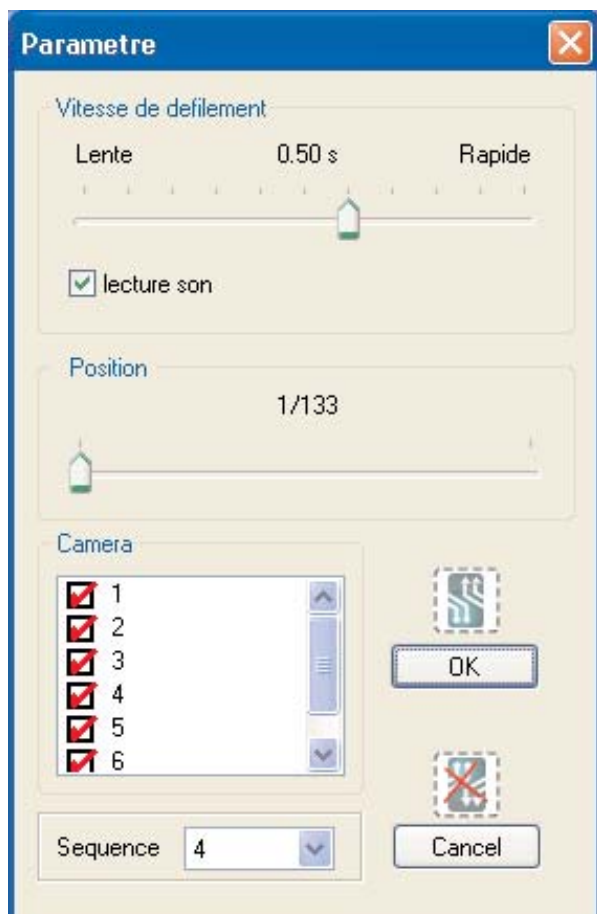 Parametre
Vitesse de defilement
Lente 0.50 s Rapide
lecture son
Position
1/133
Camera
1
2
3
4
5
6
OK
Sequence 4
Cancel